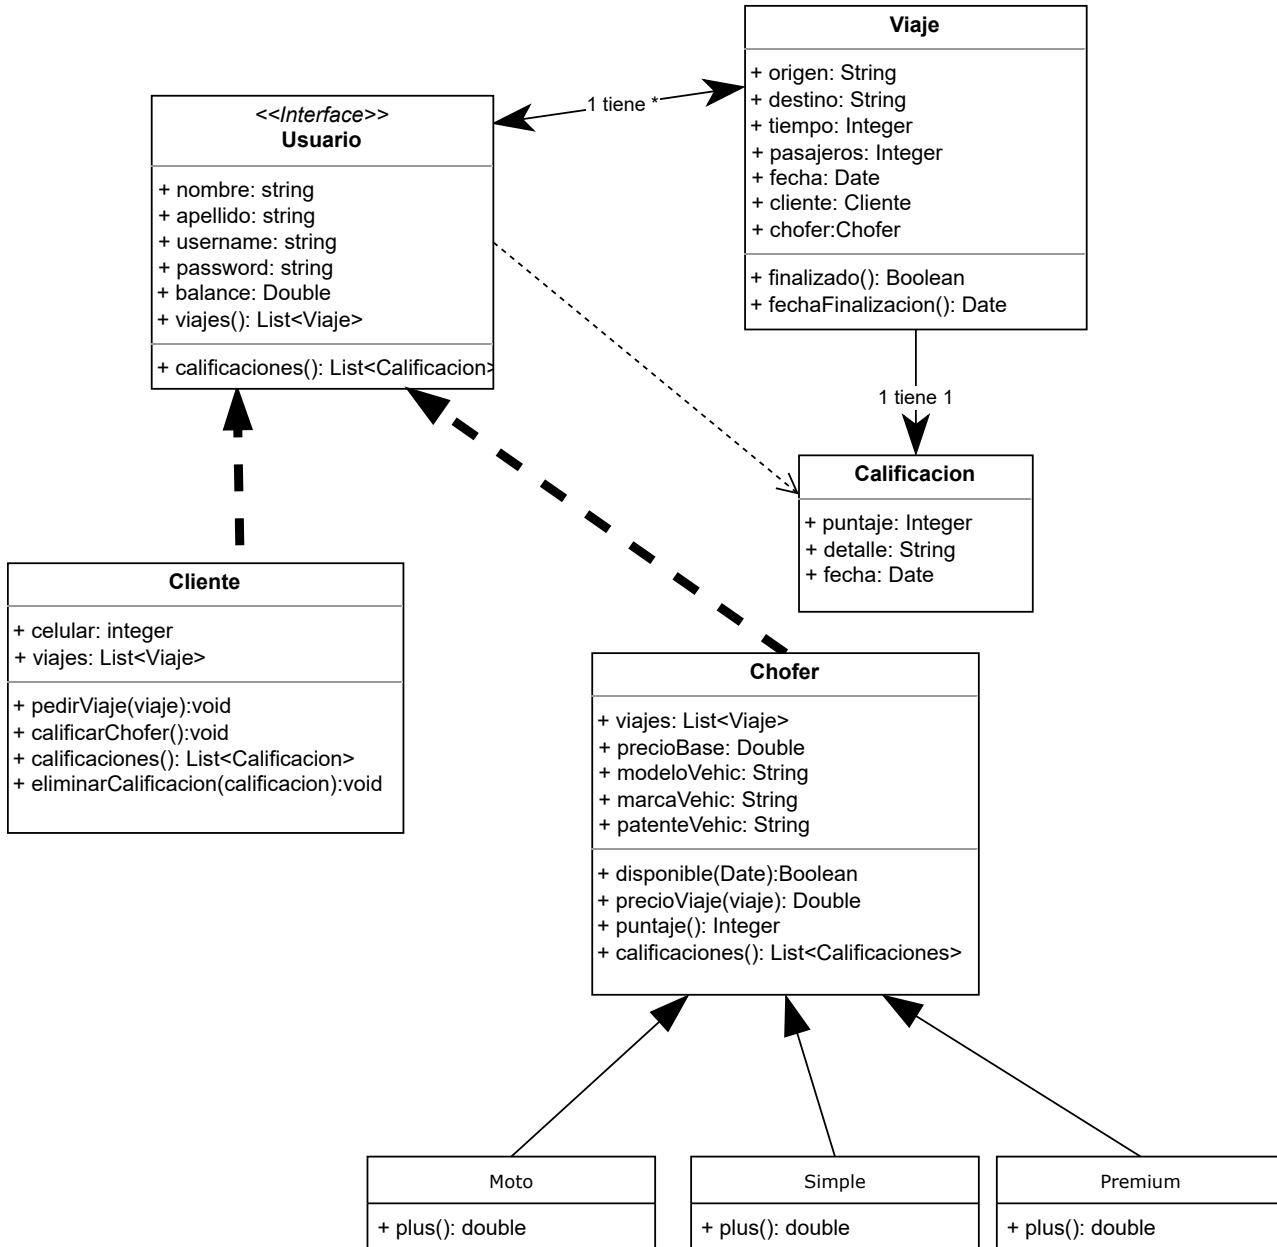 Viaje
+ origen: String
+ destino: String
+ tiempo: Integer
+ pasajeros: Integer
+ fecha: Date
+ cliente: Cliente
+ chofer:Chofer
+ finalizado(): Boolean
+ fechaFinalizacion(): Date
1 tiene *
<<Interface>>
Usuario
+ nombre: string
+ apellido: string
+ username: string
+ password: string
+ balance: Double
+ viajes(): List<Viaje>
+ calificaciones(): List<Calificacion>
1 tiene 1
Calificacion
+ puntaje: Integer
+ detalle: String
+ fecha: Date
Cliente
+ celular: integer
+ viajes: List<Viaje>
+ pedirViaje(viaje):void
+ calificarChofer():void
+ calificaciones(): List<Calificacion>
+ eliminarCalificacion(calificacion):void
Chofer
+ viajes: List<Viaje>
+ precioBase: Double
+ modeloVehic: String
+ marcaVehic: String
+ patenteVehic: String
+ disponible(Date):Boolean
+ precioViaje(viaje): Double
+ puntaje(): Integer
+ calificaciones(): List<Calificaciones>
Moto
+ plus(): double
Simple
+ plus(): double
Premium
+ plus(): double